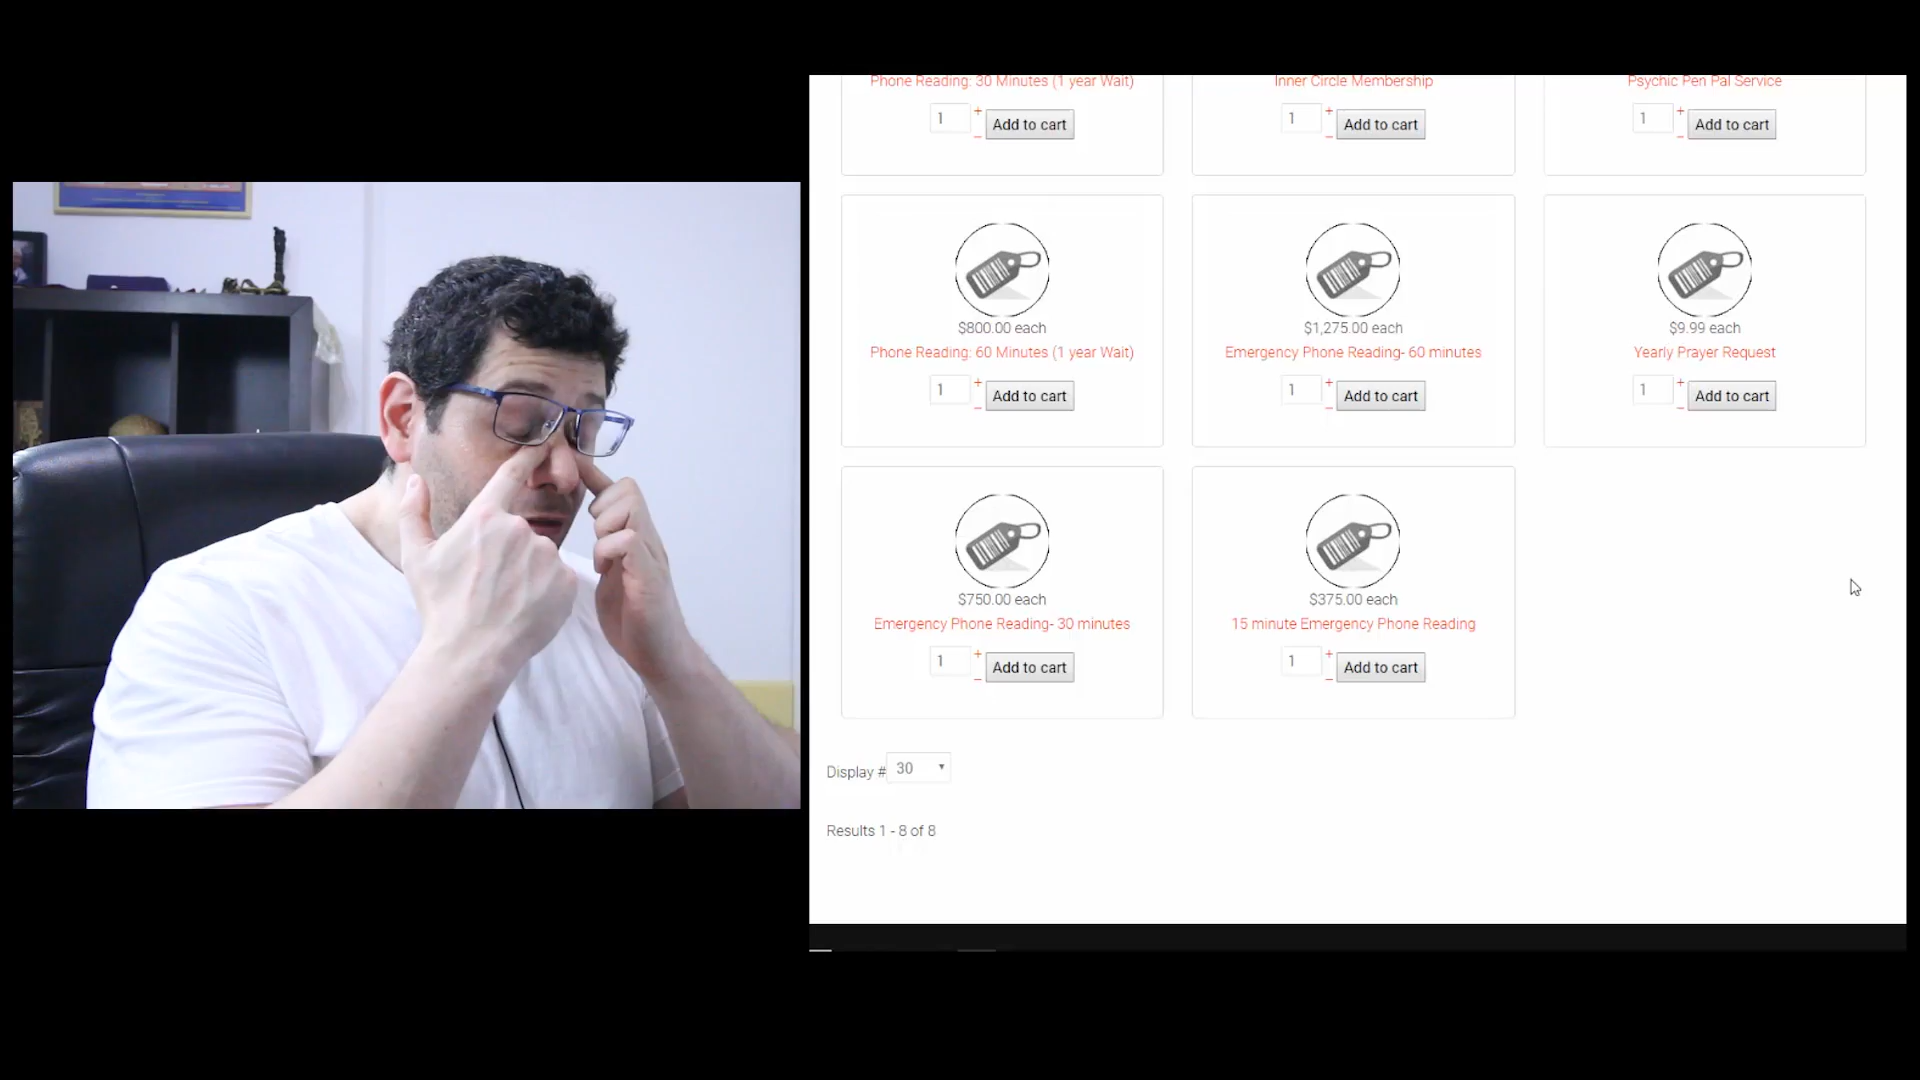 Phone Reading: 30 Minutes (1 year Wait)
Inner Circle Membership
Psychic Pen Pal Service
1 + - Add to cart
1 + - Add to cart
1 + - Add to cart
$800.00 each
$1,275.00 each
$9.99 each
Phone Reading: 60 Minutes (1 year Wait)
Emergency Phone Reading- 60 minutes
Yearly Prayer Request
1 + - Add to cart
1 + - Add to cart
1 + - Add to cart
$750.00 each
$375.00 each
Emergency Phone Reading- 30 minutes
15 minute Emergency Phone Reading
1 + - Add to cart
1 + - Add to cart
Display # 30
Results 1 - 8 of 8